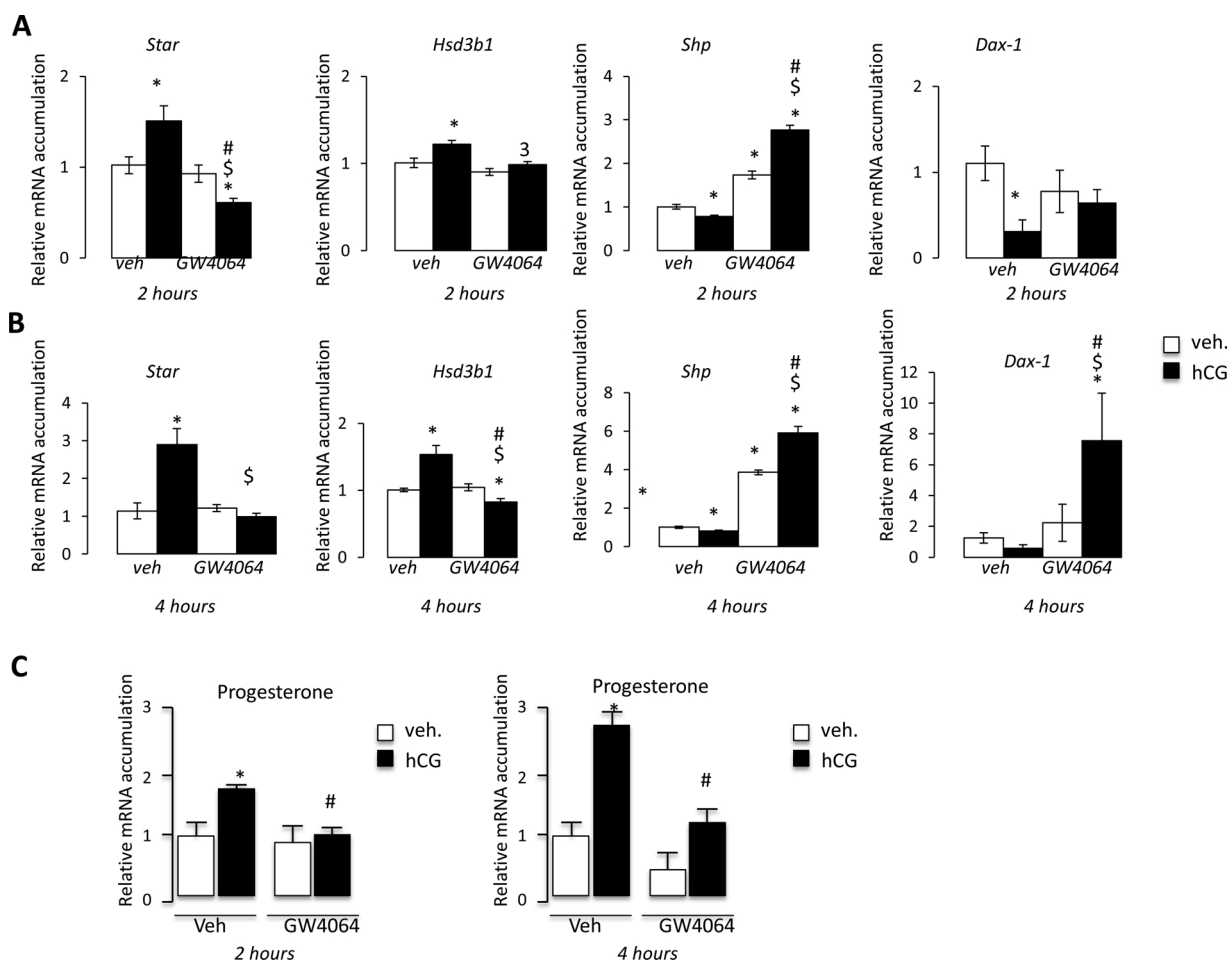 A
Star
Hsd3b1
Shp
Dax-1
Relative mRNA accumulation
2
1
0
*
#
$
*
veh
GW4064
2 hours
Relative mRNA accumulation
2
1
0
*
3
veh
GW4064
2 hours
Relative mRNA accumulation
4
3
2
1
0
*
*
#
$
*
veh
GW4064
2 hours
Relative mRNA accumulation
2
1
0
*
veh
GW4064
2 hours
B
Star
Hsd3b1
Shp
Dax-1
Relative mRNA accumulation
4
3
2
1
0
*
$
veh
GW4064
4 hours
Relative mRNA accumulation
2
1
0
*
#
$
*
veh
GW4064
4 hours
Relative mRNA accumulation
8
6
4
2
0
*
*
*
#
$
*
veh
GW4064
4 hours
Relative mRNA accumulation
12
10
8
6
4
2
0
#
$
*
veh
GW4064
4 hours
veh.
hCG
C
Progesterone
Relative mRNA accumulation
3
2
1
0
*
#
veh.
hCG
Veh
GW4064
2 hours
Progesterone
Relative mRNA accumulation
3
2
1
0
*
#
veh.
hCG
Veh
GW4064
4 hours